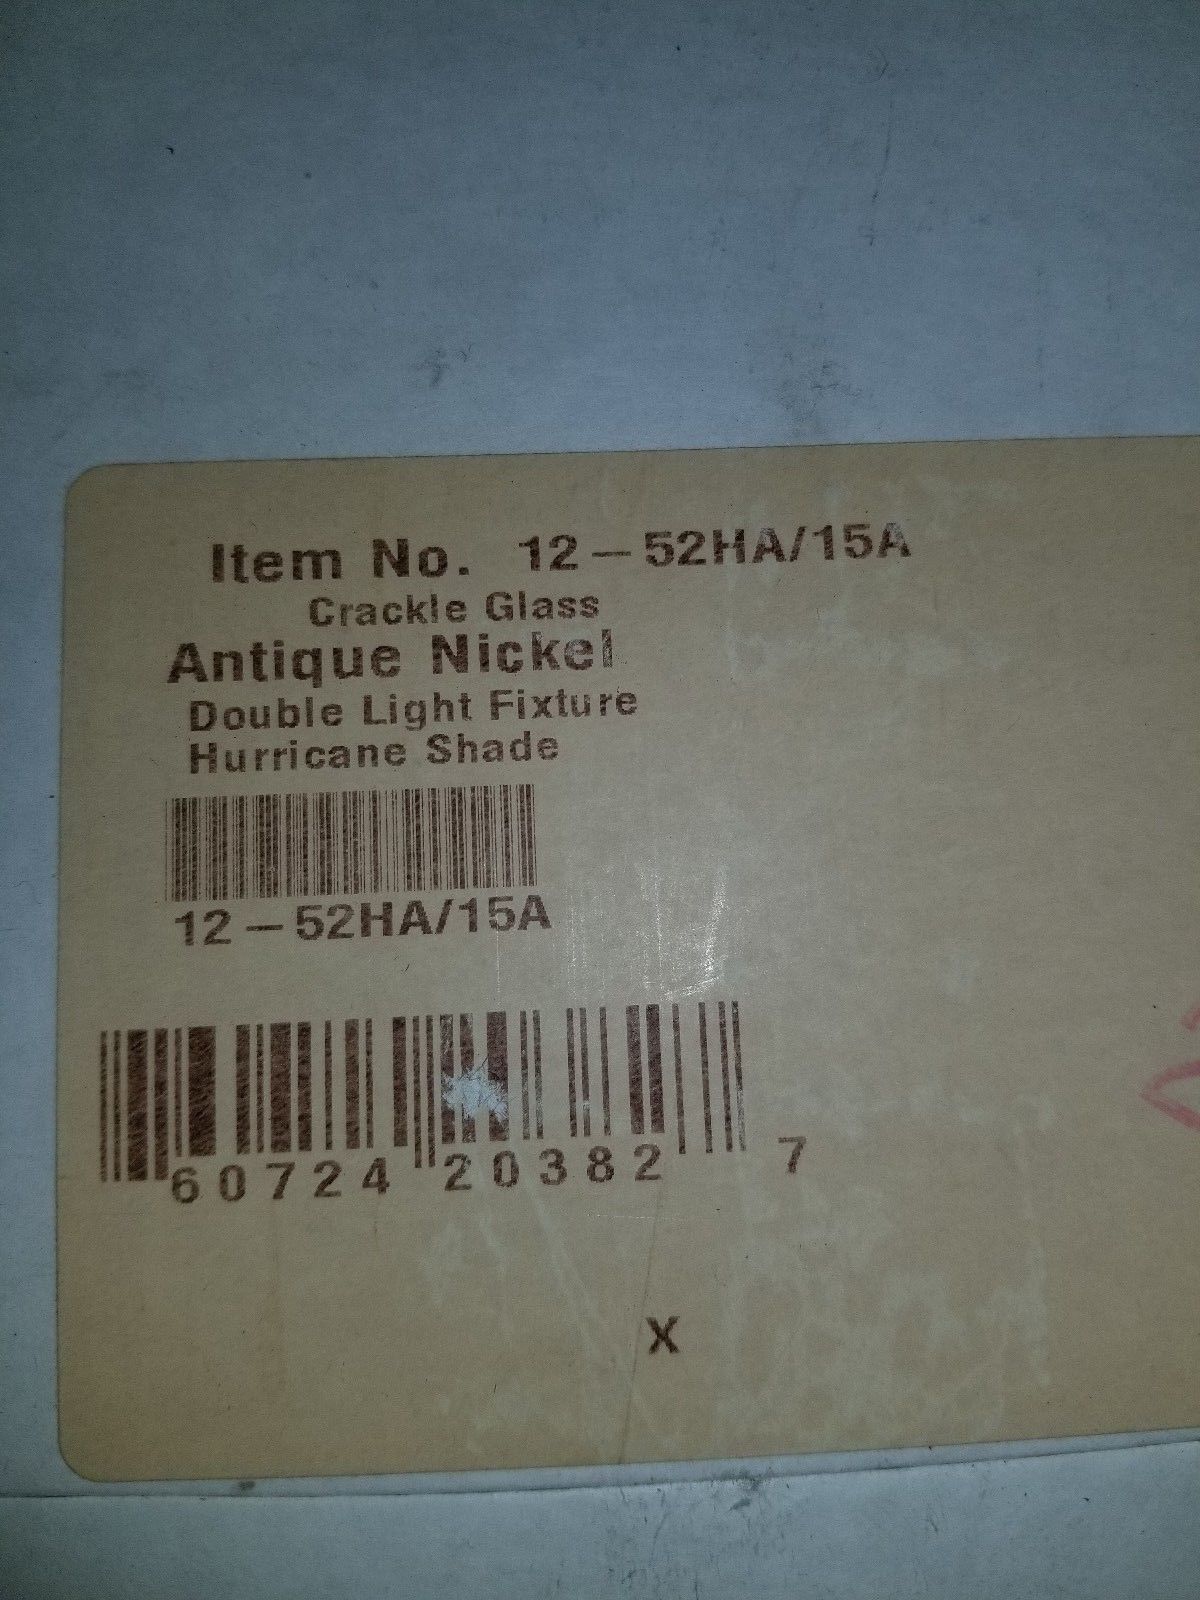 Item No. 12-52HA/15A
Crackle Glass
Antique Nickel
Double Light Fixture
Hurricane Shade
12-52HA/15A
60724 20382 7
X